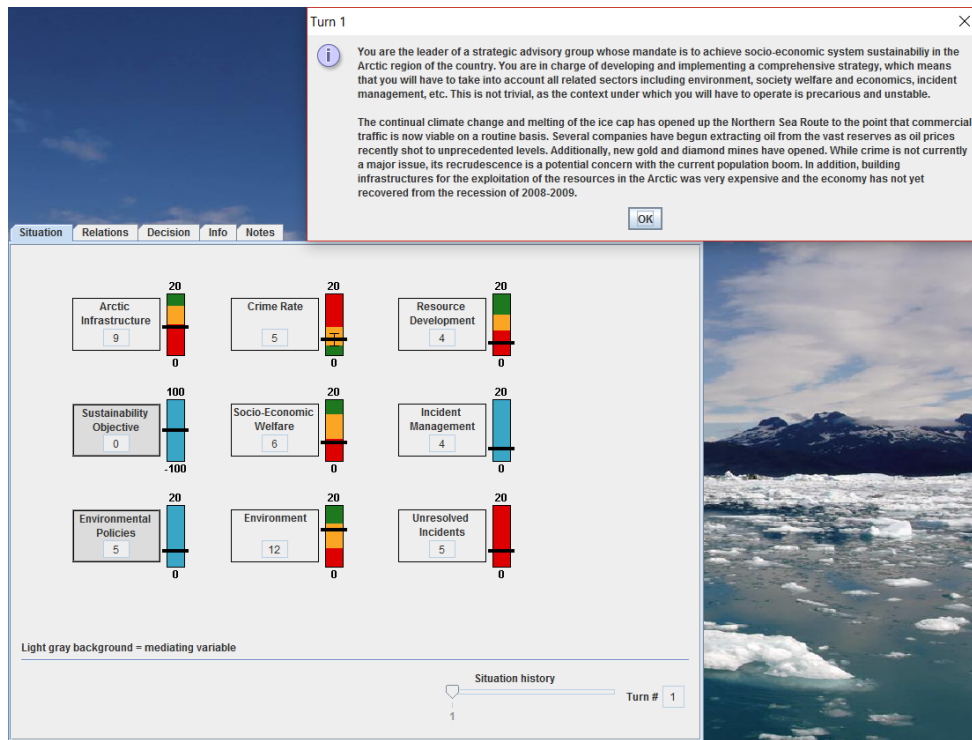 Turn 1
You are the leader of a strategic advisory group whose mandate is to achieve socio-economic system sustainabiliy in the
Arctic region of the country. You are in charge of developing and implementing a comprehensive strategy, which means
that you will have to take into account all related sectors including environment, society welfare and economics, incident
management, etc. This is not trivial, as the context under which you will have to operate is precarious and unstable.
The continual climate change and melting of the ice cap has opened up the Northern Sea Route to the point that commercial
traffic is now viable on a routine basis. Several companies have begun extracting oil from the vast reserves as oil prices
recently shot to unprecedented levels. Additionally, new gold and diamond mines have opened. While crime is not currently
a major issue, its recrudescence is a potential concern with the current population boom. In addition, building
infrastructures for the exploitation of the resources in the Arctic was very expensive and the economy has not yet
recovered from the recession of 2008-2009.
OK
Situation Relations Decision Info Notes
20
Arctic
Infrastructure
9
0
20
Crime Rate
5
0
20
Resource
Development
4
0
100
Sustainability
Objective
0
-100
20
Socio-Economic
Welfare
6
0
20
Incident
Management
4
0
20
Environmental
Policies
5
0
20
Environment
12
0
20
Unresolved
Incidents
5
0
Light gray background = mediating variable
Situation history
Turn # 1
1